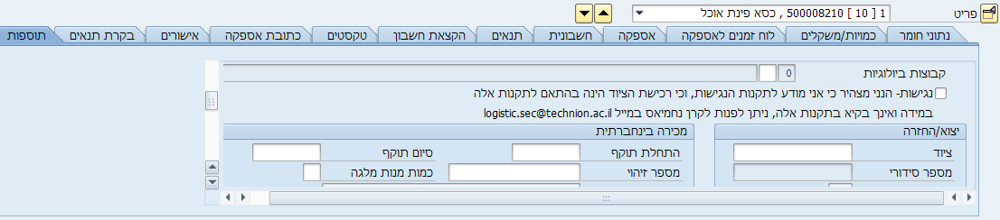 פריט 1 [ 10 ] 500008210 , כסא פינת אוכל
נתוני חומר כמויות/משקלים לוח זמנים לאספקה אספקה חשבונית תנאים הקצאת חשבון טקסטים כתובת אספקה אישורים בקרת תנאים תוספות
קבוצות ביולוגיות 0
נגישות- הנני מצהיר כי אני מודע לתקנות הנגישות, וכי רכישת הציוד הינה בהתאם לתקנות אלה
במידה ואינך בקיא בתקנות אלה, ניתן לפנות לקרן נחמיאס במייל logistic.sec@technion.ac.il
יצוא/החזרה מכירה בינחברתית
ציוד התחלת תוקף סיום תוקף
מספר סידורי מספר זיהוי כמות מנות מלגה